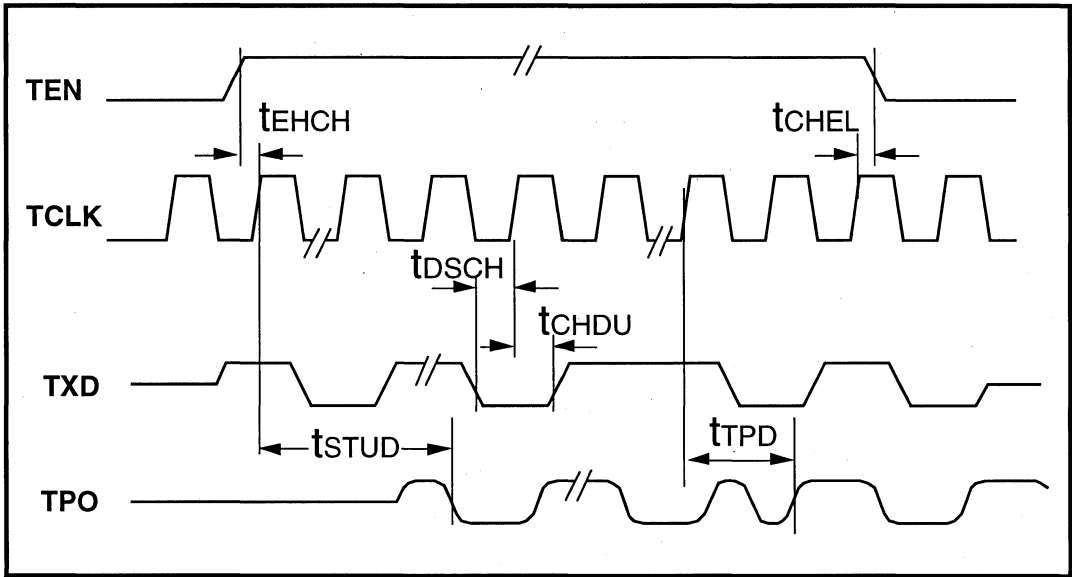 TEN
tEHCH
tCHEL
TCLK
tDSCH
tCHDU
TXD
tSTUD
tTPD
TPO